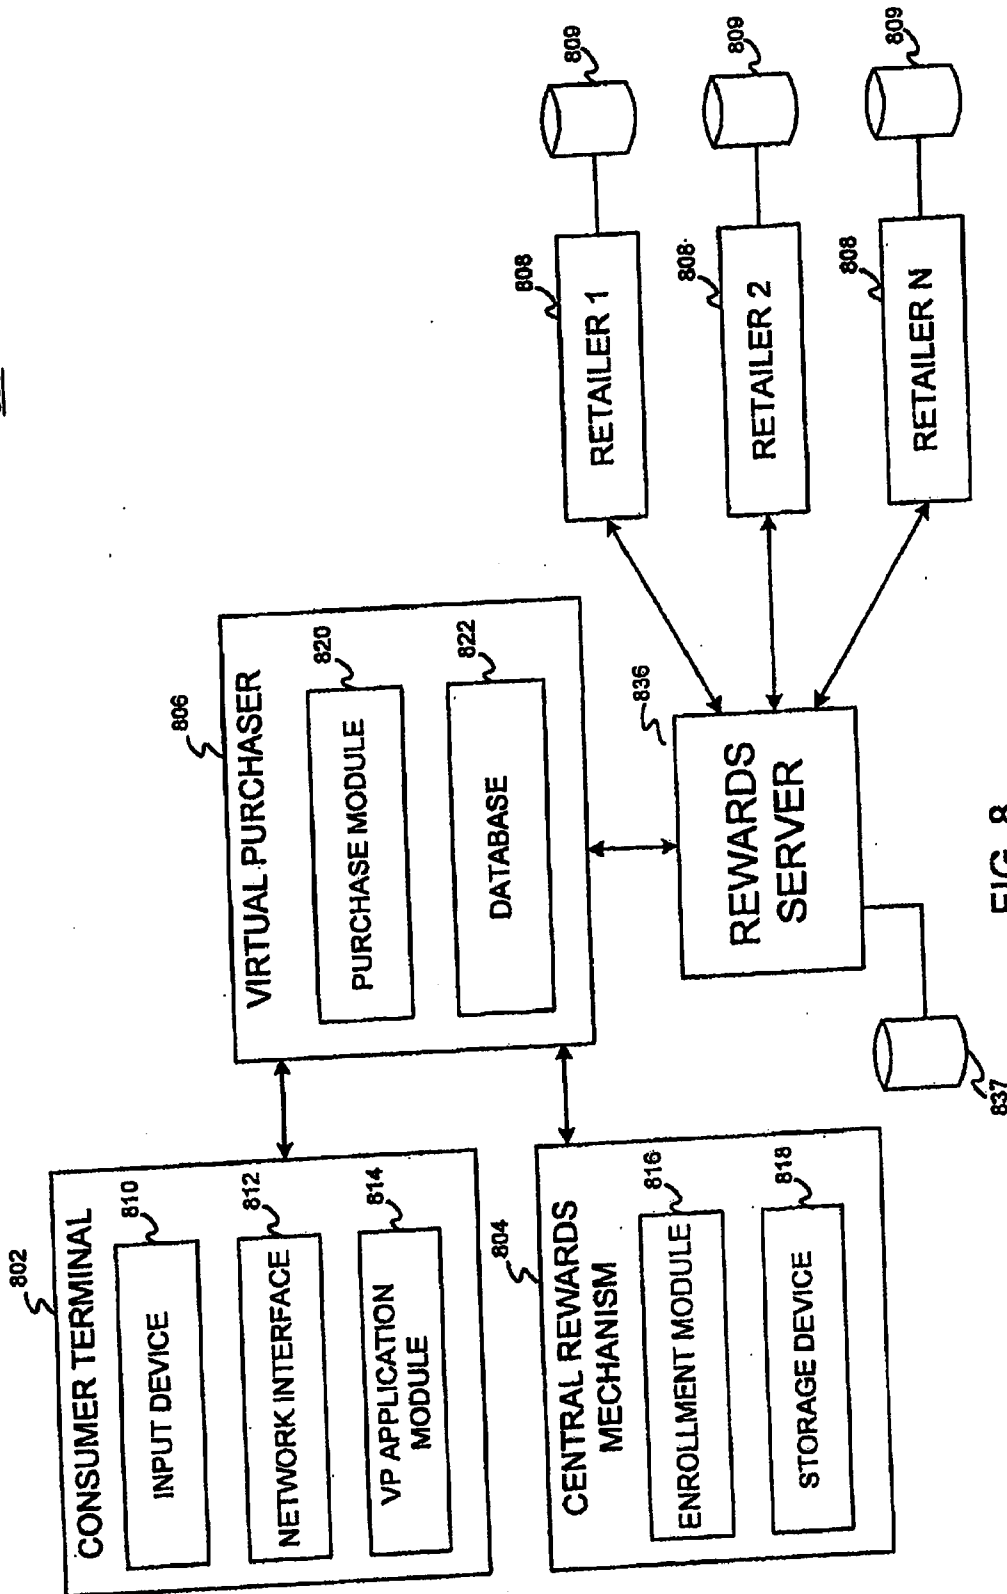 802
CONSUMER TERMINAL
810
INPUT DEVICE
812
NETWORK INTERFACE
814
VP APPLICATION
MODULE
804
CENTRAL REWARDS
MECHANISM
816
ENROLLMENT MODULE
818
STORAGE DEVICE
806
VIRTUAL PURCHASER
820
PURCHASE MODULE
822
DATABASE
836
REWARDS
SERVER
837
808
RETAILER 1
809
808
RETAILER 2
809
808
RETAILER N
809
FIG. 8